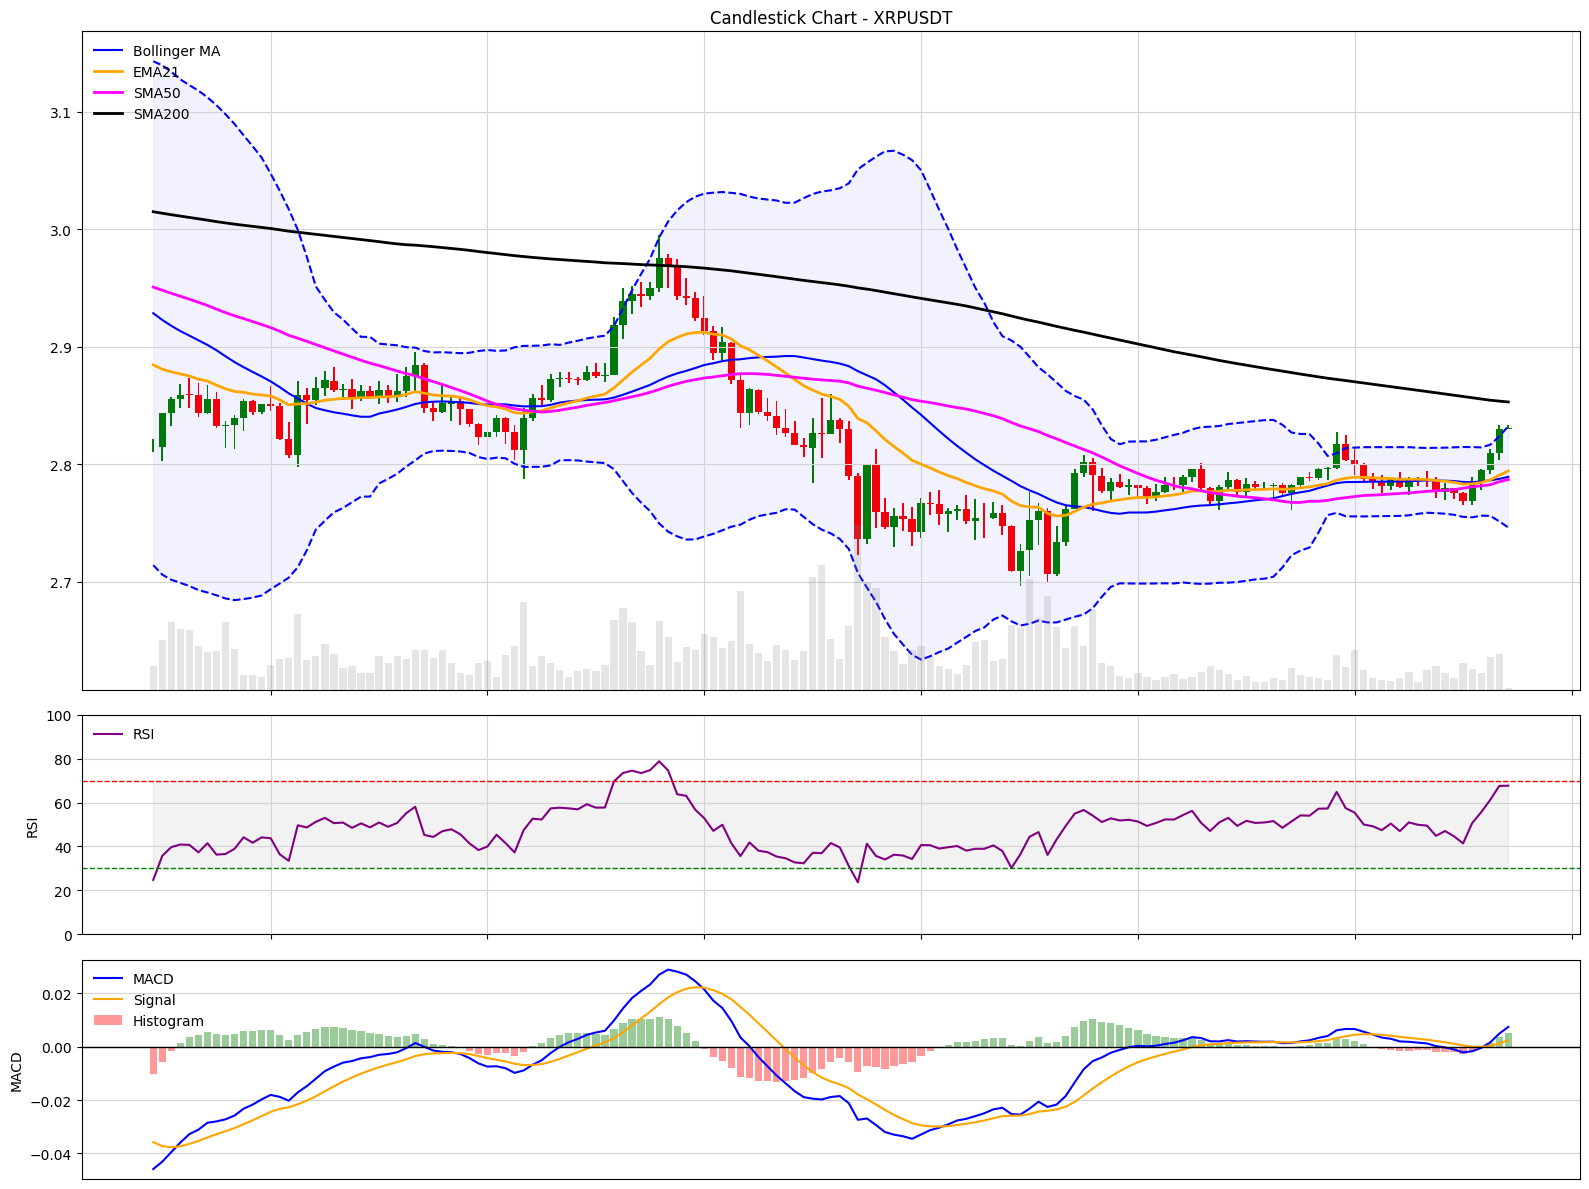 Candlestick Chart - XRPUSDT
Bollinger MA
EMA21
SMA50
SMA200
3.1
3.0
2.9
2.8
2.7
RSI
100
80
60
40
20
0
RSI
MACD
Signal
Histogram
0.02
0.00
−0.02
−0.04
MACD